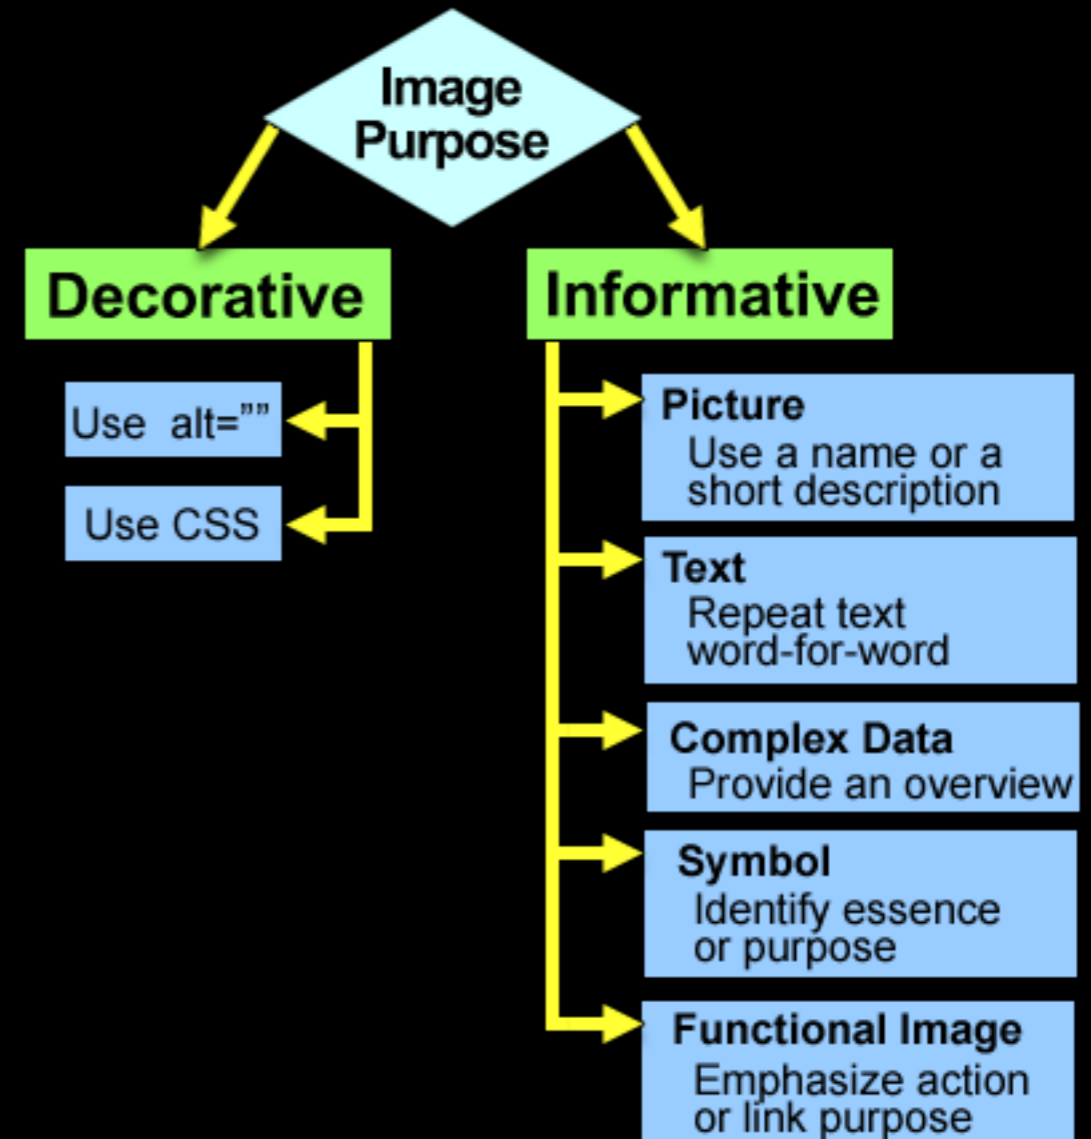 Image
Purpose
Decorative
Use alt=””
Use CSS
Informative
Picture
Use a name or a
short description
Text
Repeat text
word-for-word
Complex Data
Provide an overview
Symbol
Identify essence
or purpose
Functional Image
Emphasize action
or link purpose